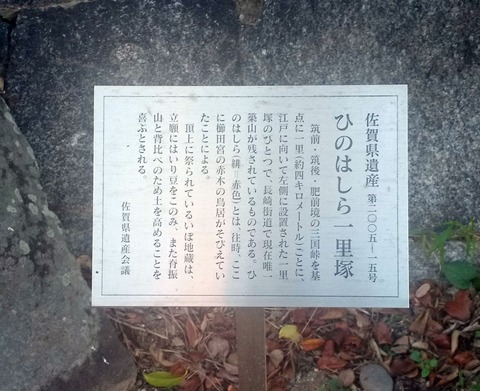 佐賀県遺産 第二〇〇五-一五号
ひのはしら一里塚
筑前・筑後・肥前境の三国峠を基
点に一里(約四キロメートル)ごとに、
江戸に向いて左側に設置された一里
塚のひとつで、長崎街道で現在唯一
築山が残されているものである。ひ
のはしら(緋=赤色)とは、往時、ここ
に櫛田宮の赤木の鳥居がそびえてい
たことによる。
頂上に祭られているいぼ地蔵は、
立願にはいり豆をこのみ、また脊振
山と背比べのため土を高めることを
喜ぶとされる。
佐賀県遺産会議